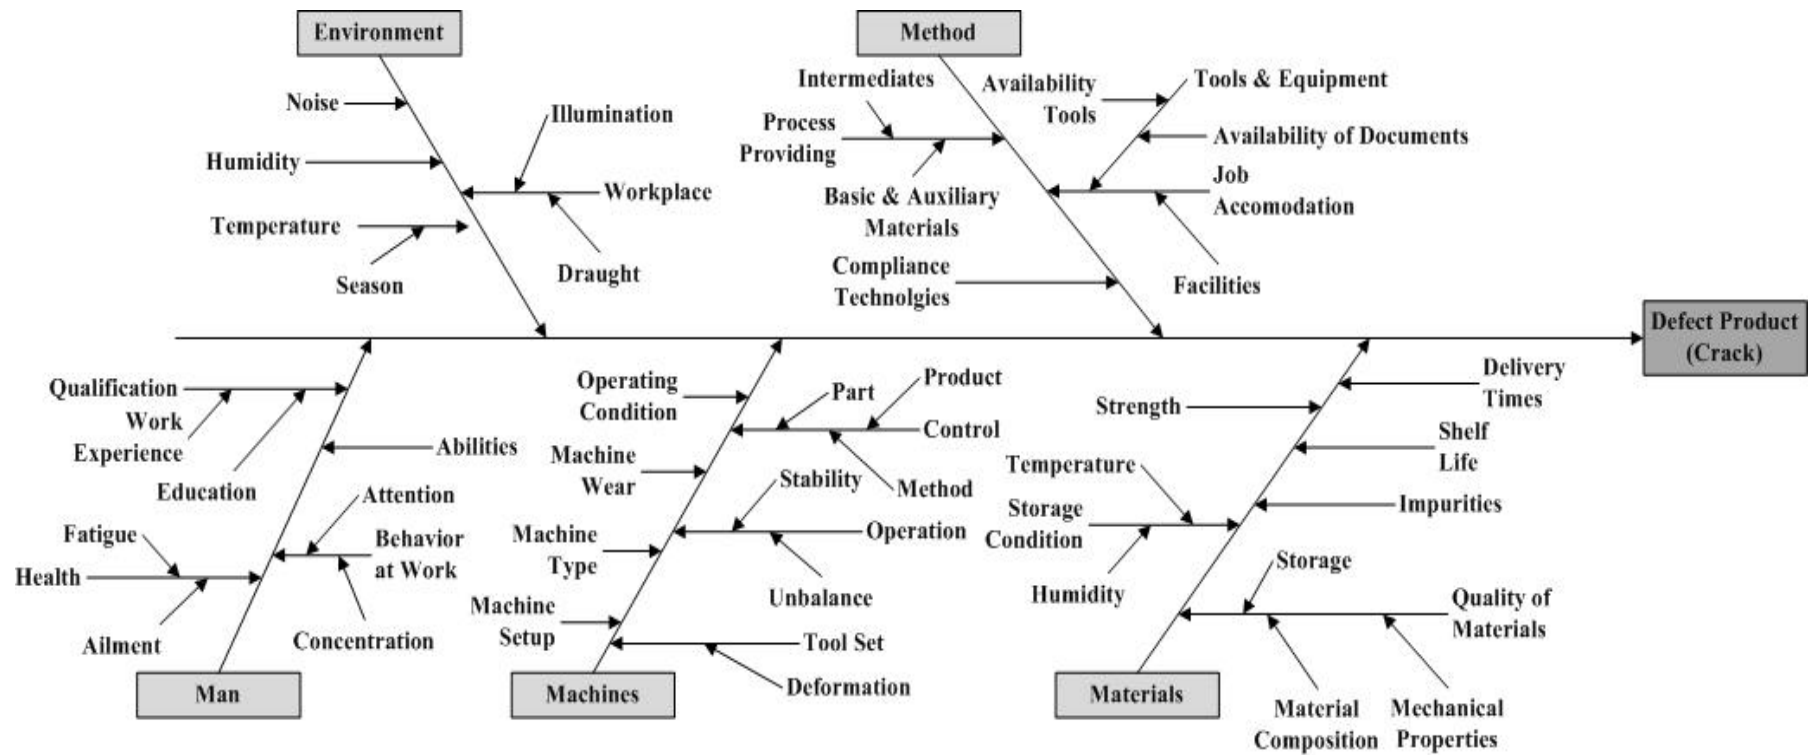 Environment
Method
Noise
Illumination
Humidity
Workplace
Temperature
Season
Draught
Intermediates
Availability
Tools
Tools & Equipment
Process
Providing
Availability of Documents
Basic & Auxiliary
Materials
Job
Accomodation
Compliance
Technolgies
Facilities
Defect Product
(Crack)
Qualification
Work
Experience
Education
Abilities
Attention
Fatigue
Behavior
at Work
Health
Ailment
Concentration
Man
Operating
Condition
Part
Product
Control
Machine
Wear
Stability
Method
Machine
Type
Operation
Unbalance
Machine
Setup
Tool Set
Deformation
Machines
Delivery
Times
Strength
Shelf
Life
Temperature
Impurities
Storage
Condition
Humidity
Storage
Quality of
Materials
Material
Composition
Mechanical
Properties
Materials